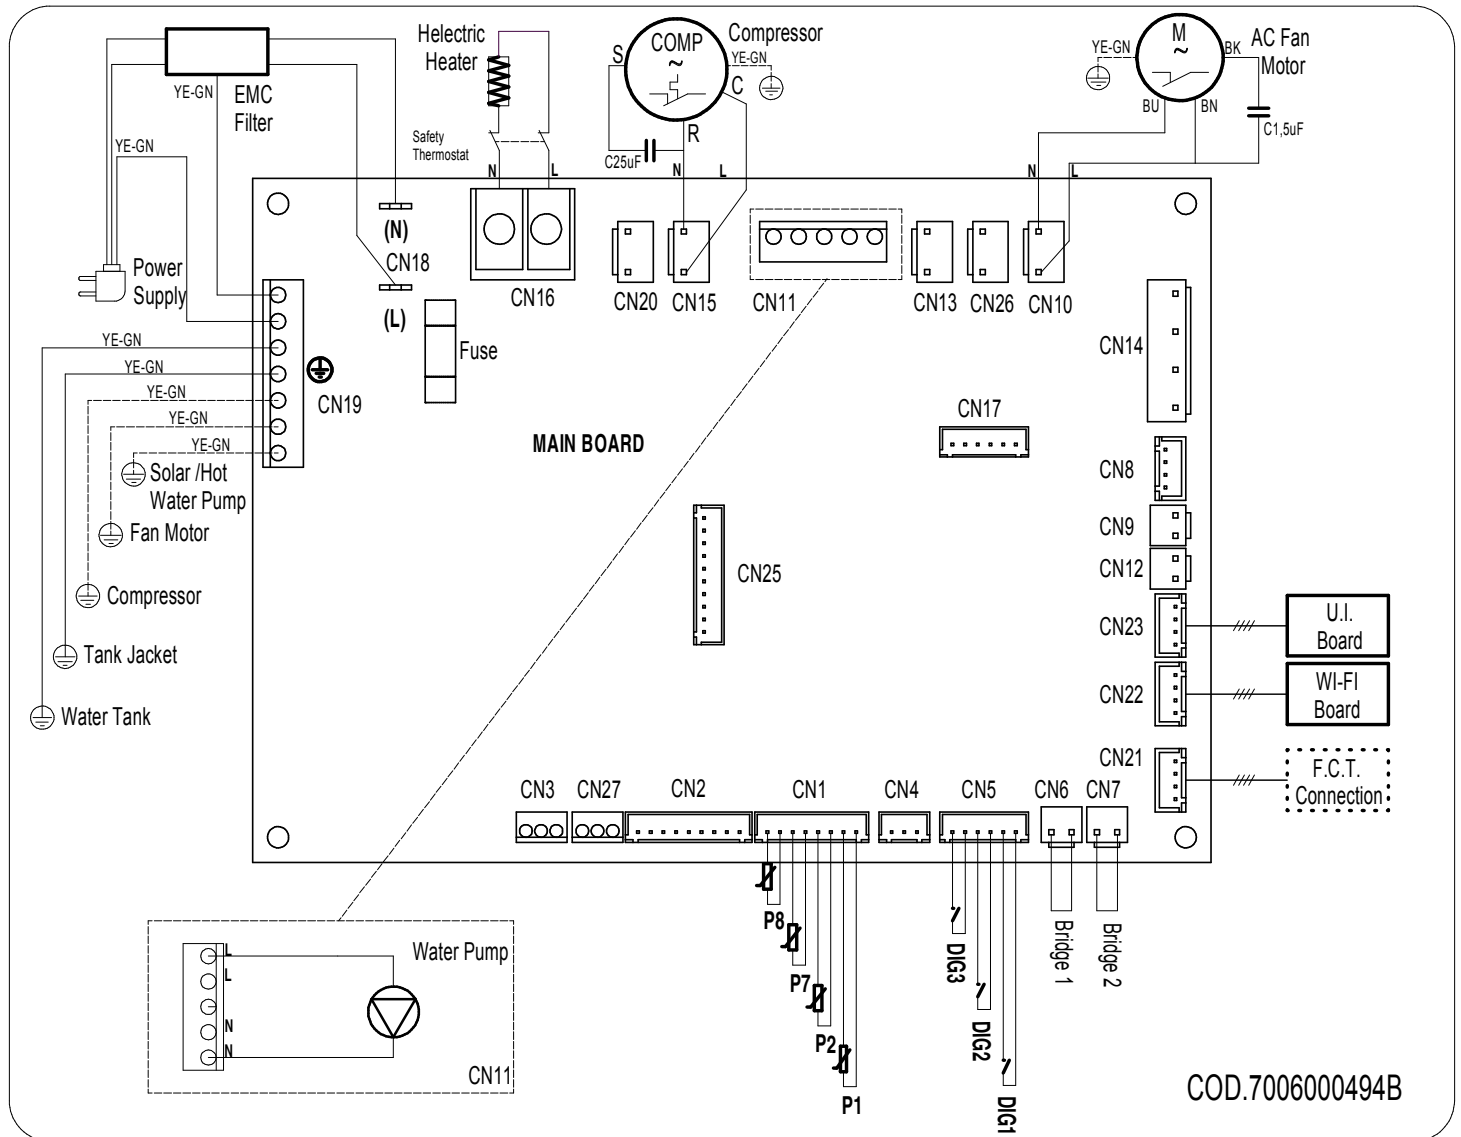 Helectric
Heater
COMP
~
S
C
R
Compressor
YE-GN
M
~
YE-GN
BK
BU
BN
AC Fan
Motor
C1,5uF
EMC
Filter
YE-GN
YE-GN
Safety
Thermostat
C25uF
N
L
N
L
N
L
Power
Supply
(N)
CN18
(L)
Fuse
CN16
CN20
CN15
CN11
CN13
CN26
CN10
CN14
YE-GN
YE-GN
YE-GN
YE-GN
YE-GN
CN19
Solar /Hot
Water Pump
Fan Motor
Compressor
Tank Jacket
Water Tank
MAIN BOARD
CN17
CN25
CN8
CN9
CN12
CN23
U.I.
Board
CN22
WI-FI
Board
CN21
F.C.T.
Connection
CN3
CN27
CN2
CN1
CN4
CN5
CN6
CN7
P8
P7
P2
P1
DIG3
DIG2
DIG1
Bridge 1
Bridge 2
L
L
N
N
Water Pump
CN11
COD.7006000494B